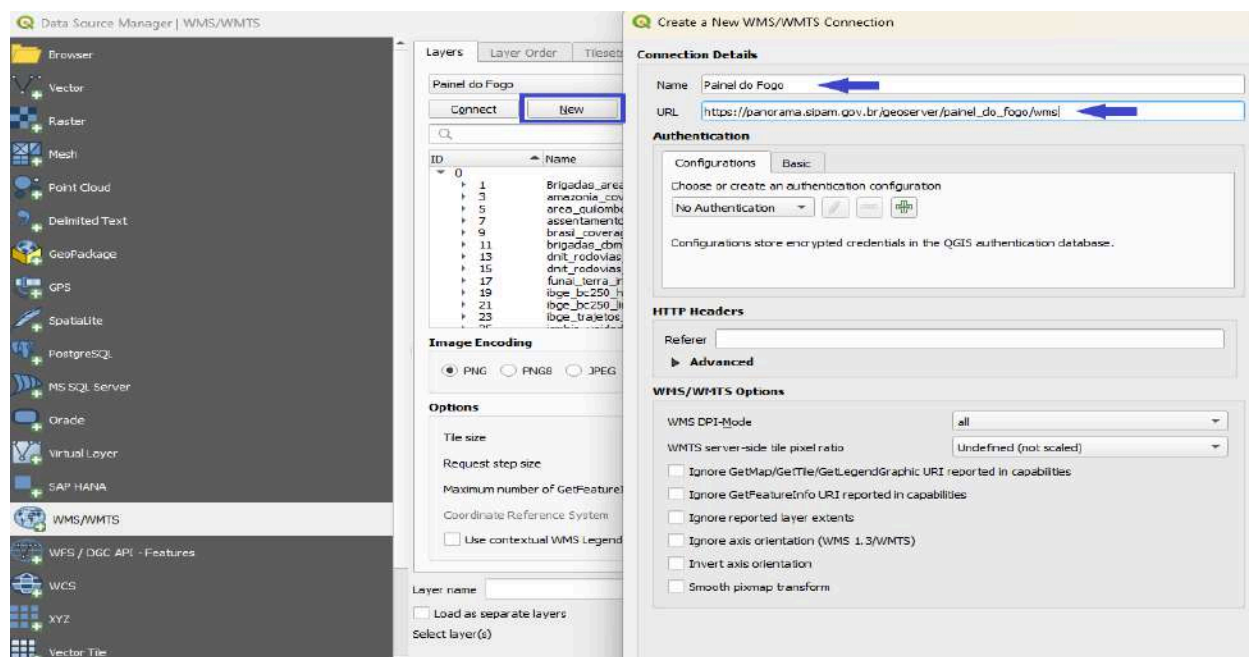 Data Source Manager | WMS/WMTS
Browser
Vector
Raster
Mesh
Point Cloud
Delimited Text
GeoPackage
GPS
SpatiaLite
PostgreSQL
MS SQL Server
Oracle
Virtual Layer
SAP HANA
WMS/WMTS
WFS / OGC API - Features
WCS
XYZ
Vector Tile
Layers
Layer Order
Tilesets
Painel do Fogo
Connect
New
ID
Name
0
1 Brigadas_area
3 amazonia_cov
5 area_quilombo
7 assentamento
9 brasil_coverag
11 brigadas_cbm
13 dnit_rodovias
15 dnit_rodovias
17 funai_terra_i
19 ibge_bc250_h
21 ibge_bc250_li
23 ibge_trajetos
25
Image Encoding
PNG
PNG8
JPEG
Options
Tile size
Request step size
Maximum number of GetFeatureI
Coordinate Reference System
Use contextual WMS Legend
Layer name
Load as separate layers
Select layer(s)
Create a New WMS/WMTS Connection
Connection Details
Name
Painel do Fogo
URL
https://panorama.sipam.gov.br/geoserver/painel_do_fogo/wms
Authentication
Configurations
Basic
Choose or create an authentication configuration
No Authentication
Configurations store encrypted credentials in the QGIS authentication database.
HTTP Headers
Referer
Advanced
WMS/WMTS Options
WMS DPI-Mode
all
WMTS server-side tile pixel ratio
Undefined (not scaled)
Ignore GetMap/GetTile/GetLegendGraphic URI reported in capabilities
Ignore GetFeatureInfo URI reported in capabilities
Ignore reported layer extents
Ignore axis orientation (WMS 1.3/WMTS)
Invert axis orientation
Smooth pixmap transform